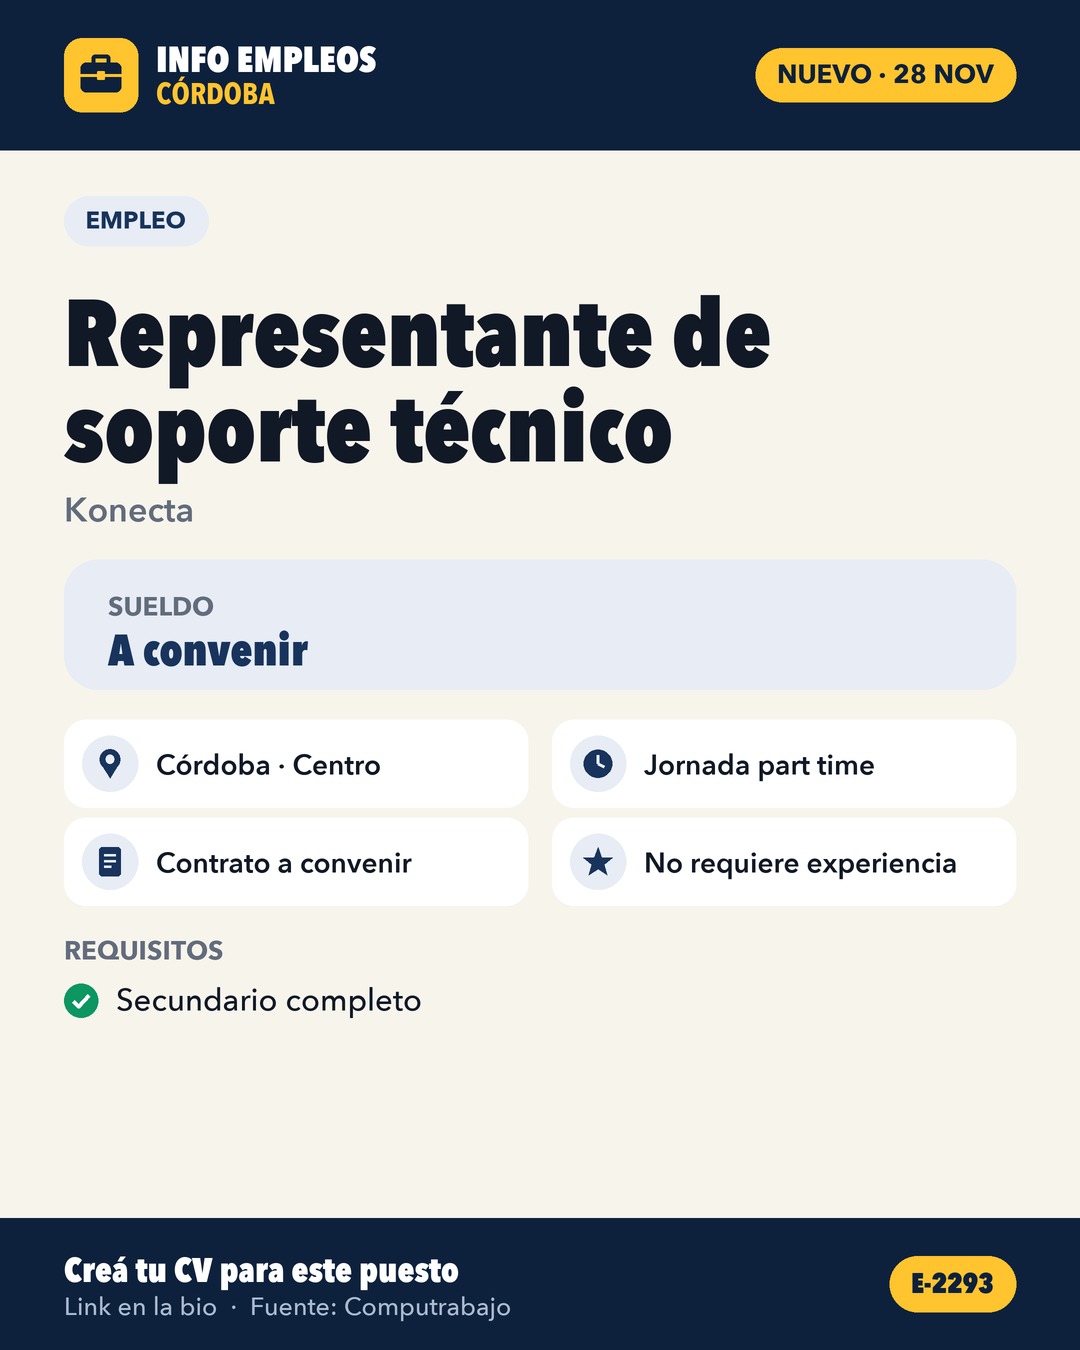 INFO EMPLEOS
CÓRDOBA
NUEVO · 28 NOV
EMPLEO
Representante de
soporte técnico
Konecta
SUELDO
A convenir
Córdoba · Centro
Jornada part time
Contrato a convenir
No requiere experiencia
REQUISITOS
Secundario completo
Creá tu CV para este puesto
Link en la bio · Fuente: Computrabajo
E-2293